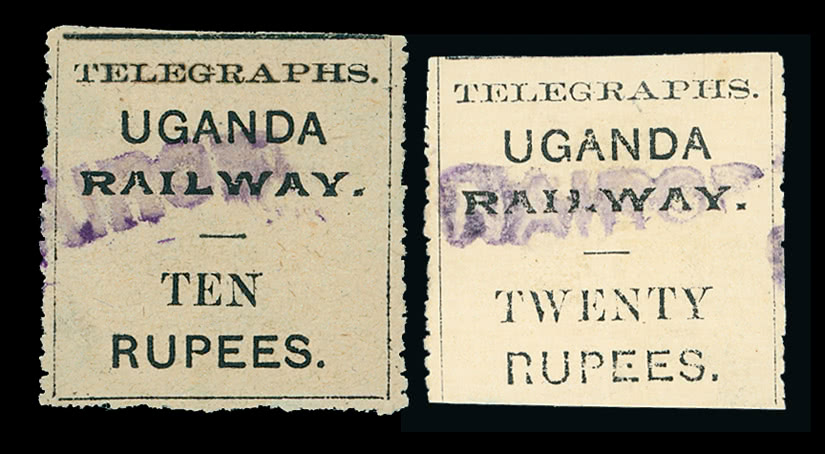 TELEGRAPHS.
UGANDA
RAILWAY.
TEN
RUPEES.
TELEGRAPHS.
UGANDA
RAILWAY.
TWENTY
RUPEES.